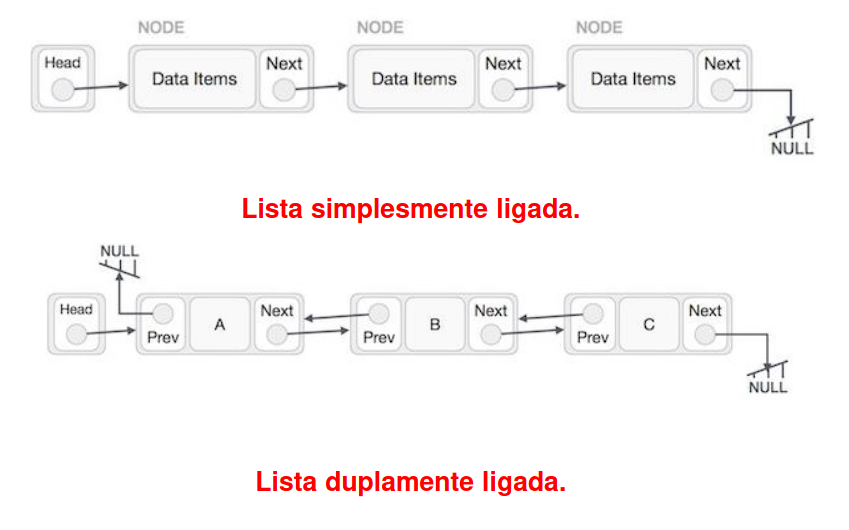 NODE NODE NODE
Head Data Items Next Data Items Next Data Items Next
NULL
Lista simplesmente ligada.
NULL
Head Prev A Next Prev B Next Prev C Next
NULL
Lista duplamente ligada.